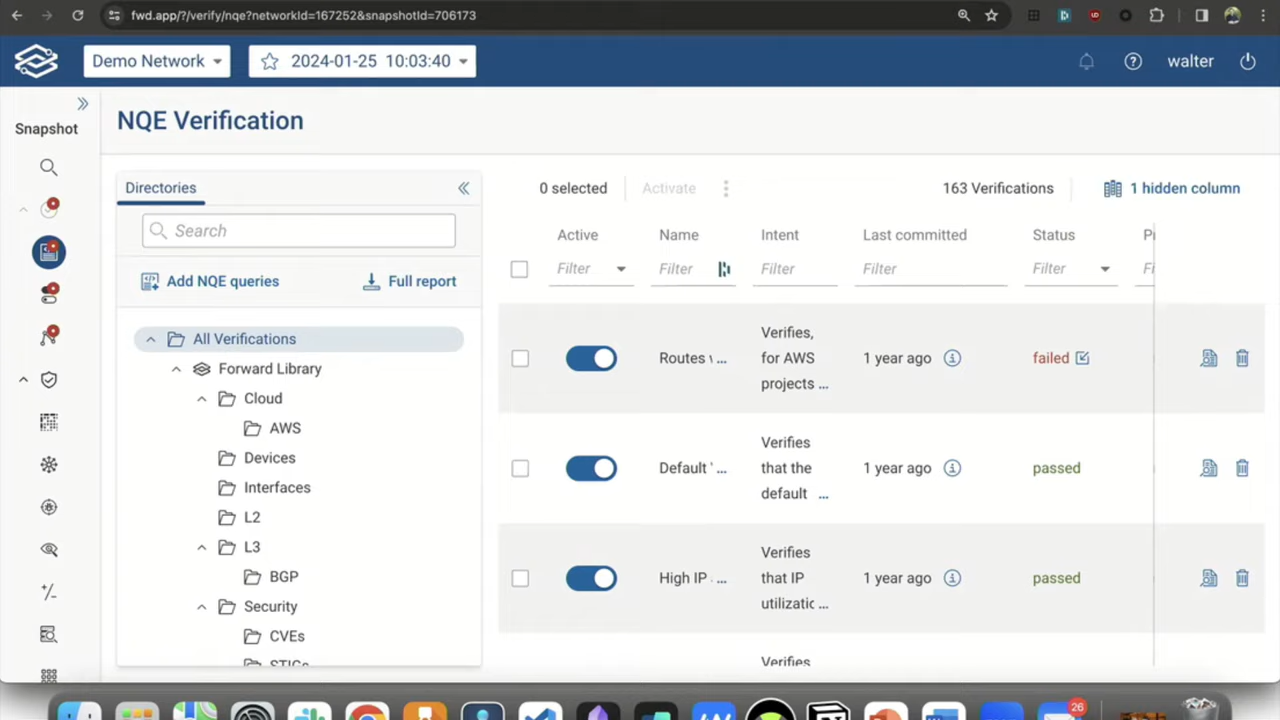 fwd.app/?/verify/nqe?networkId=167252&snapshotId=706173
Demo Network
2024-01-25 10:03:40
walter
Snapshot
NQE Verification
Directories
Search
Add NQE queries
Full report
All Verifications
Forward Library
Cloud
AWS
Devices
Interfaces
L2
L3
BGP
Security
CVEs
STIGs
0 selected
Activate
163 Verifications
1 hidden column
Active Name Intent Last committed Status
Filter Filter Filter Filter Filter
Routes ...
Verifies,
for AWS
projects ...
1 year ago
failed
Default ...
Verifies
that the
default ...
1 year ago
passed
High IP ...
Verifies
that IP
utilizatic ...
1 year ago
passed
Verifies
26